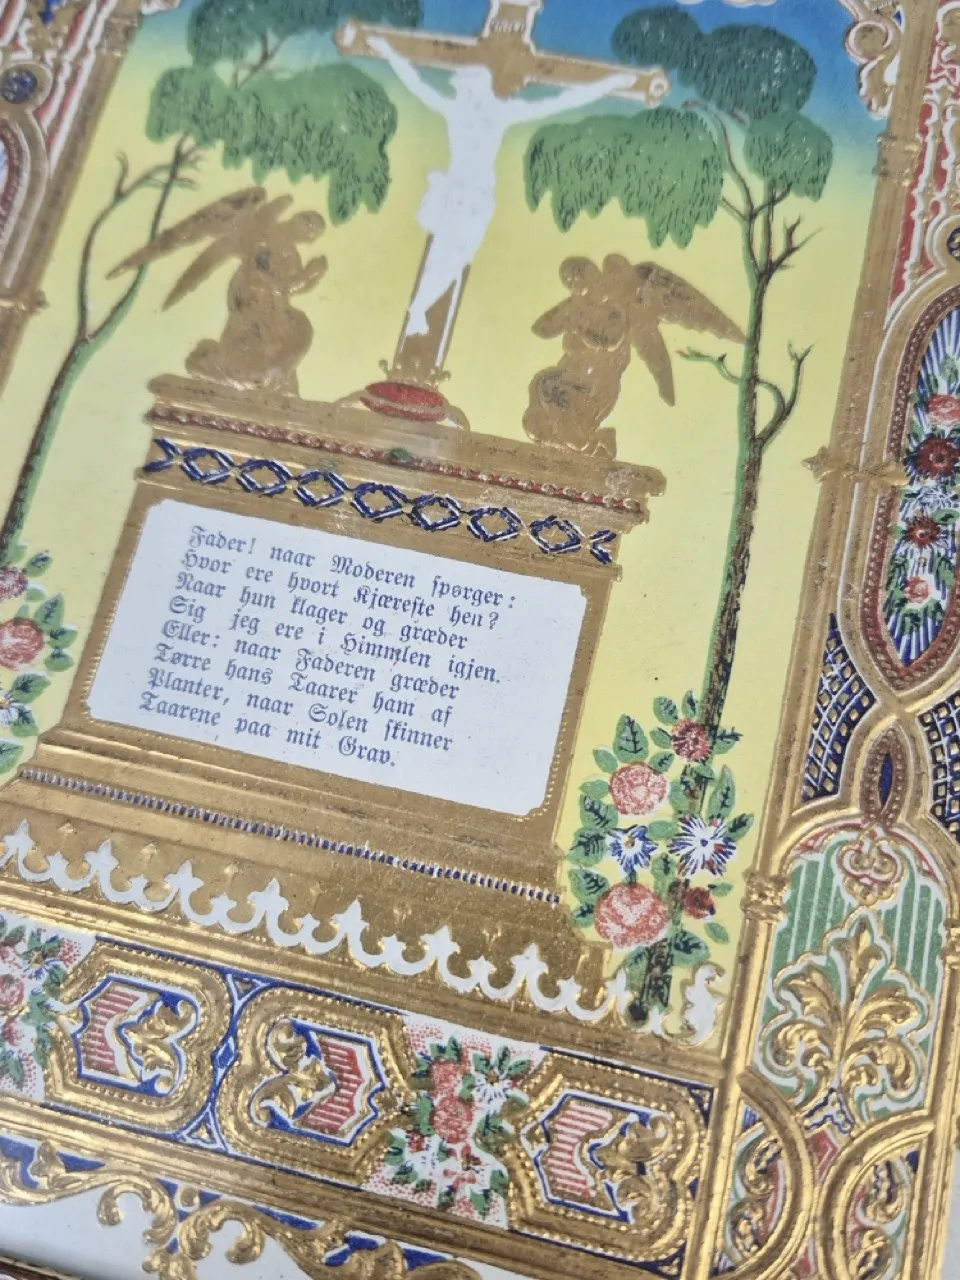 Fader! naar Moderen spørger:
Hvor ere hvort Kjæreste hen?
Naar hun klager og græder
Sig jeg ere i Himmlen igjen.
Eller: naar Faderen græder
Tørre hans Taarer ham af
Planter, naar Solen skinner
Taarene paa mit Grav.